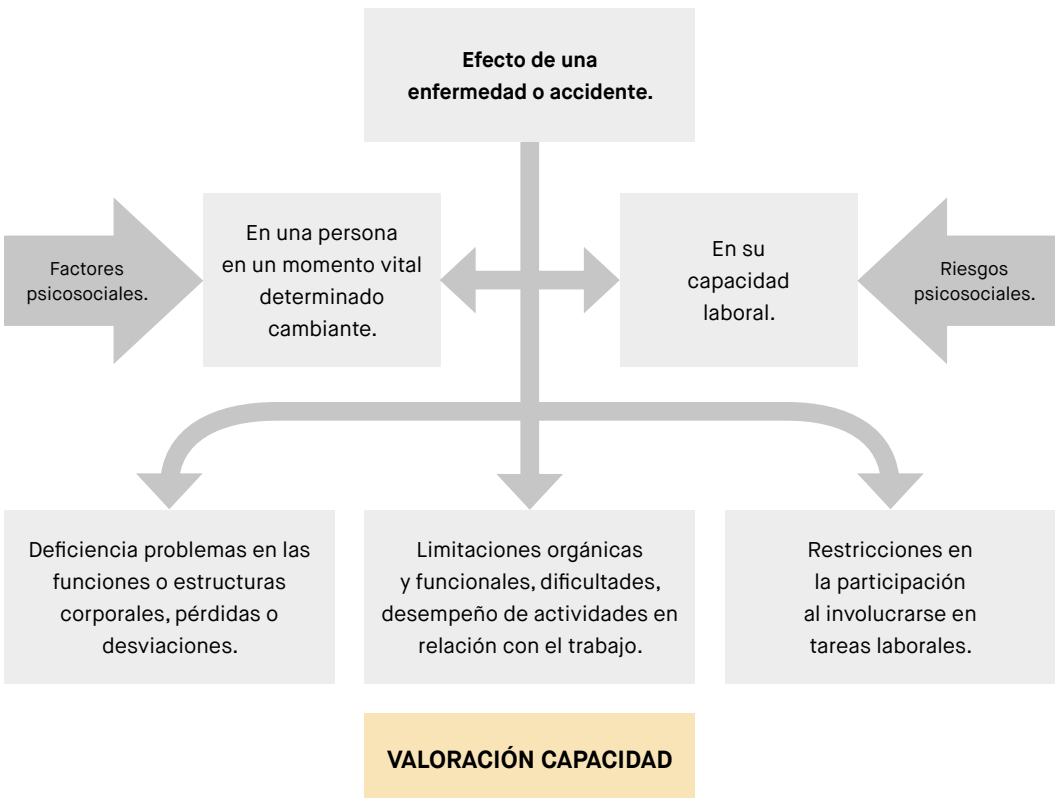 Efecto de una
enfermedad o accidente.
Factores
psicosociales.
En una persona
en un momento vital
determinado
cambiante.
En su
capacidad
laboral.
Riesgos
psicosociales.
Deficiencia problemas en las
funciones o estructuras
corporales, pérdidas o
desviaciones.
Limitaciones orgánicas
y funcionales, dificultades,
desempeño de actividades en
relación con el trabajo.
Restricciones en
la participación
al involucrarse en
tareas laborales.
VALORACIÓN CAPACIDAD